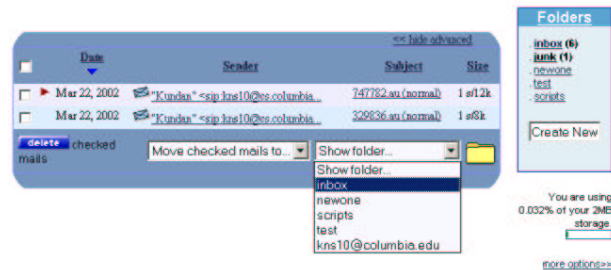 << hide advanced
Date Sender Subject Size
Mar 22, 2002 "Kundan" <sip:kns10@cs.columbia... 747782.au (normal) 1 s/12k
Mar 22, 2002 "Kundan" <sip:kns10@cs.columbia... 329836.au (normal) 1 s/8k
delete checked mails
Move checked mails to...
Show folder...
Show folder...
inbox
newone
scripts
test
kns10@columbia.edu
Folders
. inbox (6)
. junk (1)
. newone
. test
. scripts
Create New
You are using
0.032% of your 2MB
storage
more options>>